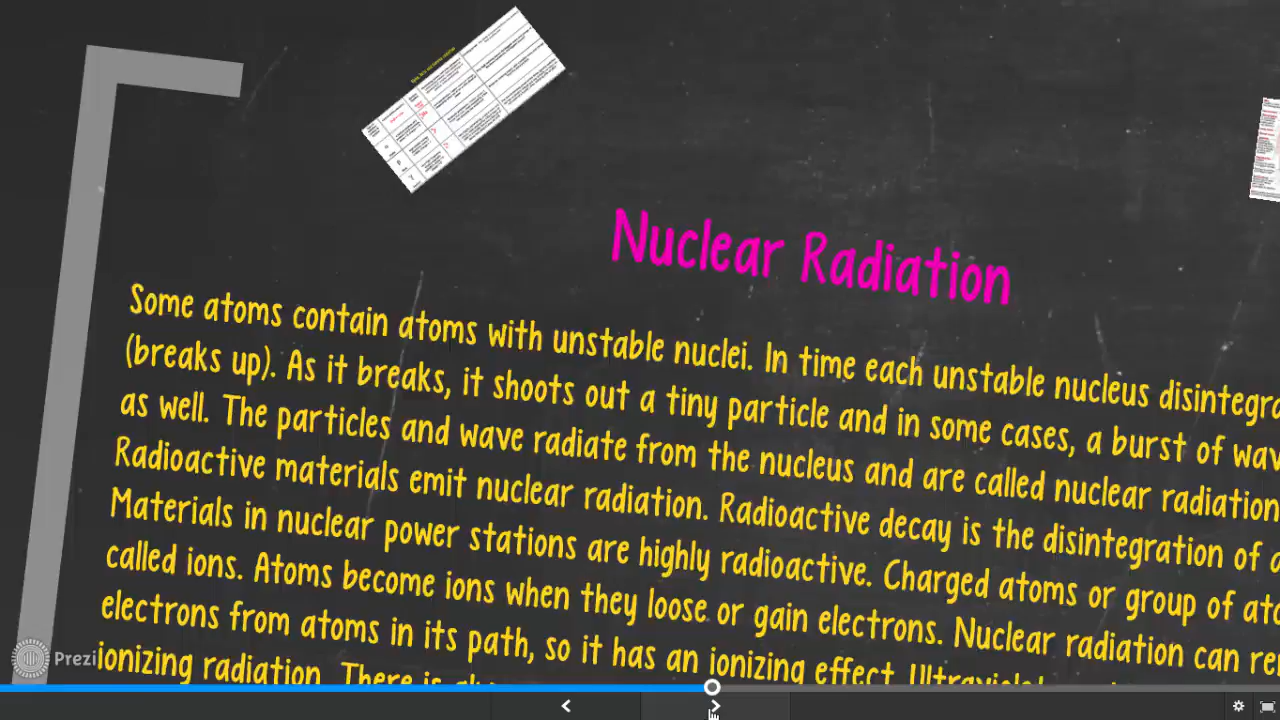 Nuclear Radiation
Some atoms contain atoms with unstable nuclei. In time each unstable nucleus disintegra
(breaks up). As it breaks, it shoots out a tiny particle and in some cases, a burst of wav
as well. The particles and wave radiate from the nucleus and are called nuclear radiation
Radioactive materials emit nuclear radiation. Radioactive decay is the disintegration of
Materials in nuclear power stations are highly radioactive. Charged atoms or group of ato
called ions. Atoms become ions when they loose or gain electrons. Nuclear radiation can re
electrons from atoms in its path, so it has an ionizing effect. Ultraviolet
ionizing radiation. There is
Prezi